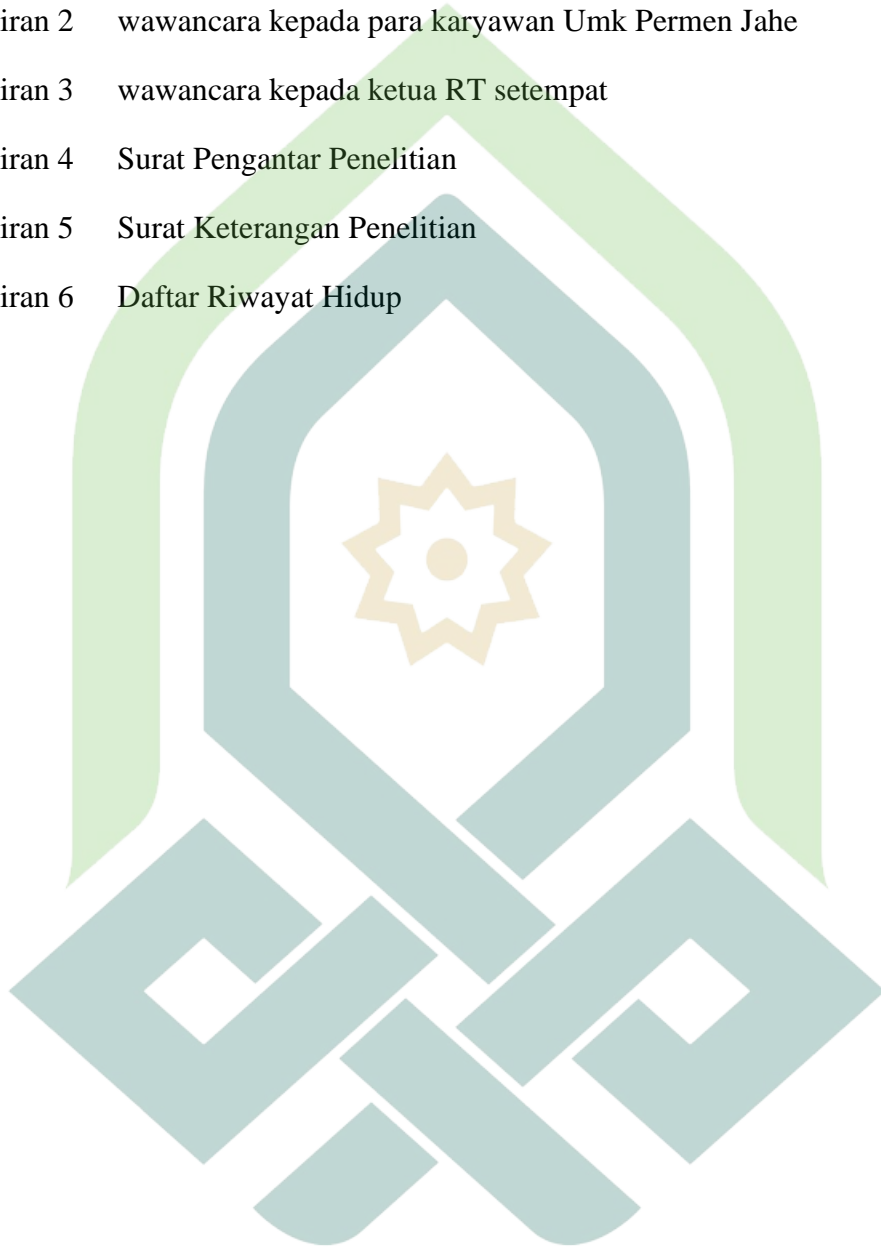 iran 2 wawancara kepada para karyawan Umk Permen Jahe
iran 3 wawancara kepada ketua RT setempat
iran 4 Surat Pengantar Penelitian
iran 5 Surat Keterangan Penelitian
iran 6 Daftar Riwayat Hidup